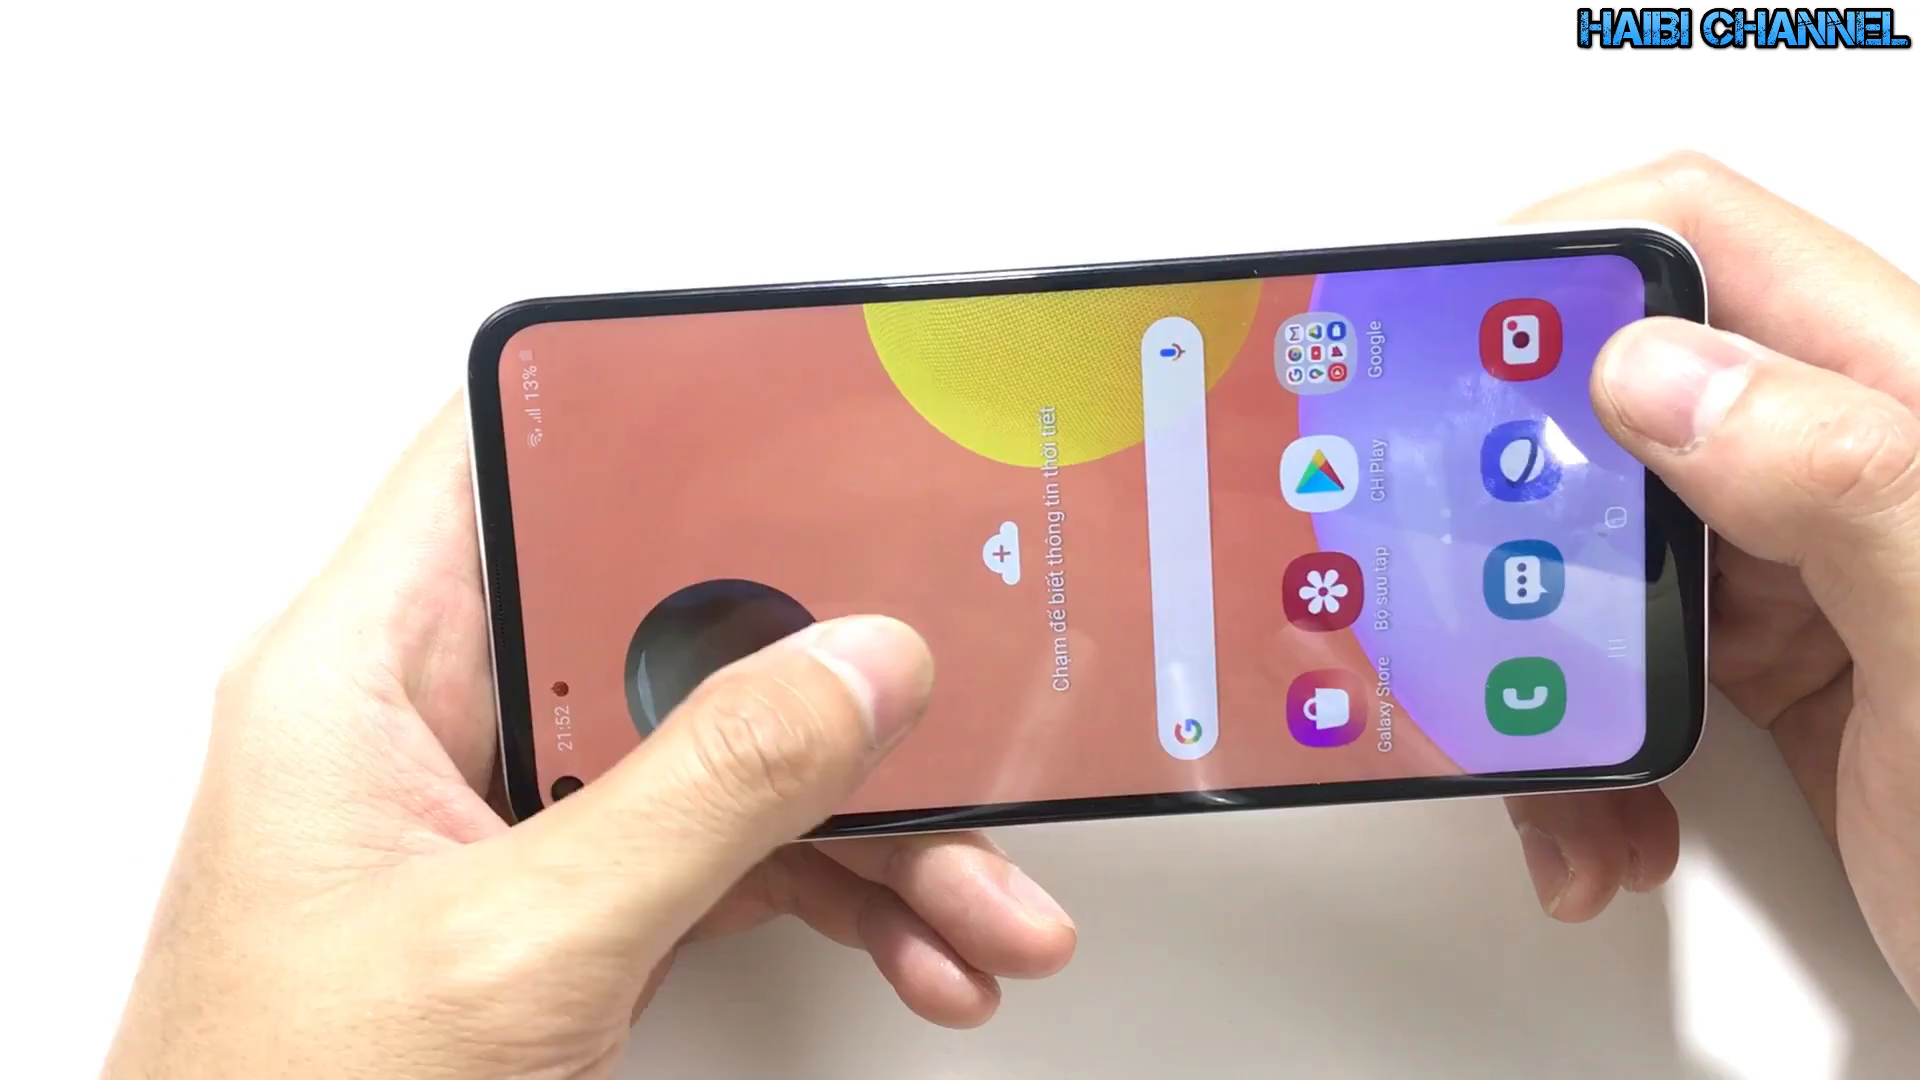 HAIBI CHANNEL
21:52
13%
Chạm để biết thông tin thời tiết
Galaxy Store
Bộ sưu tập
CH Play
Google